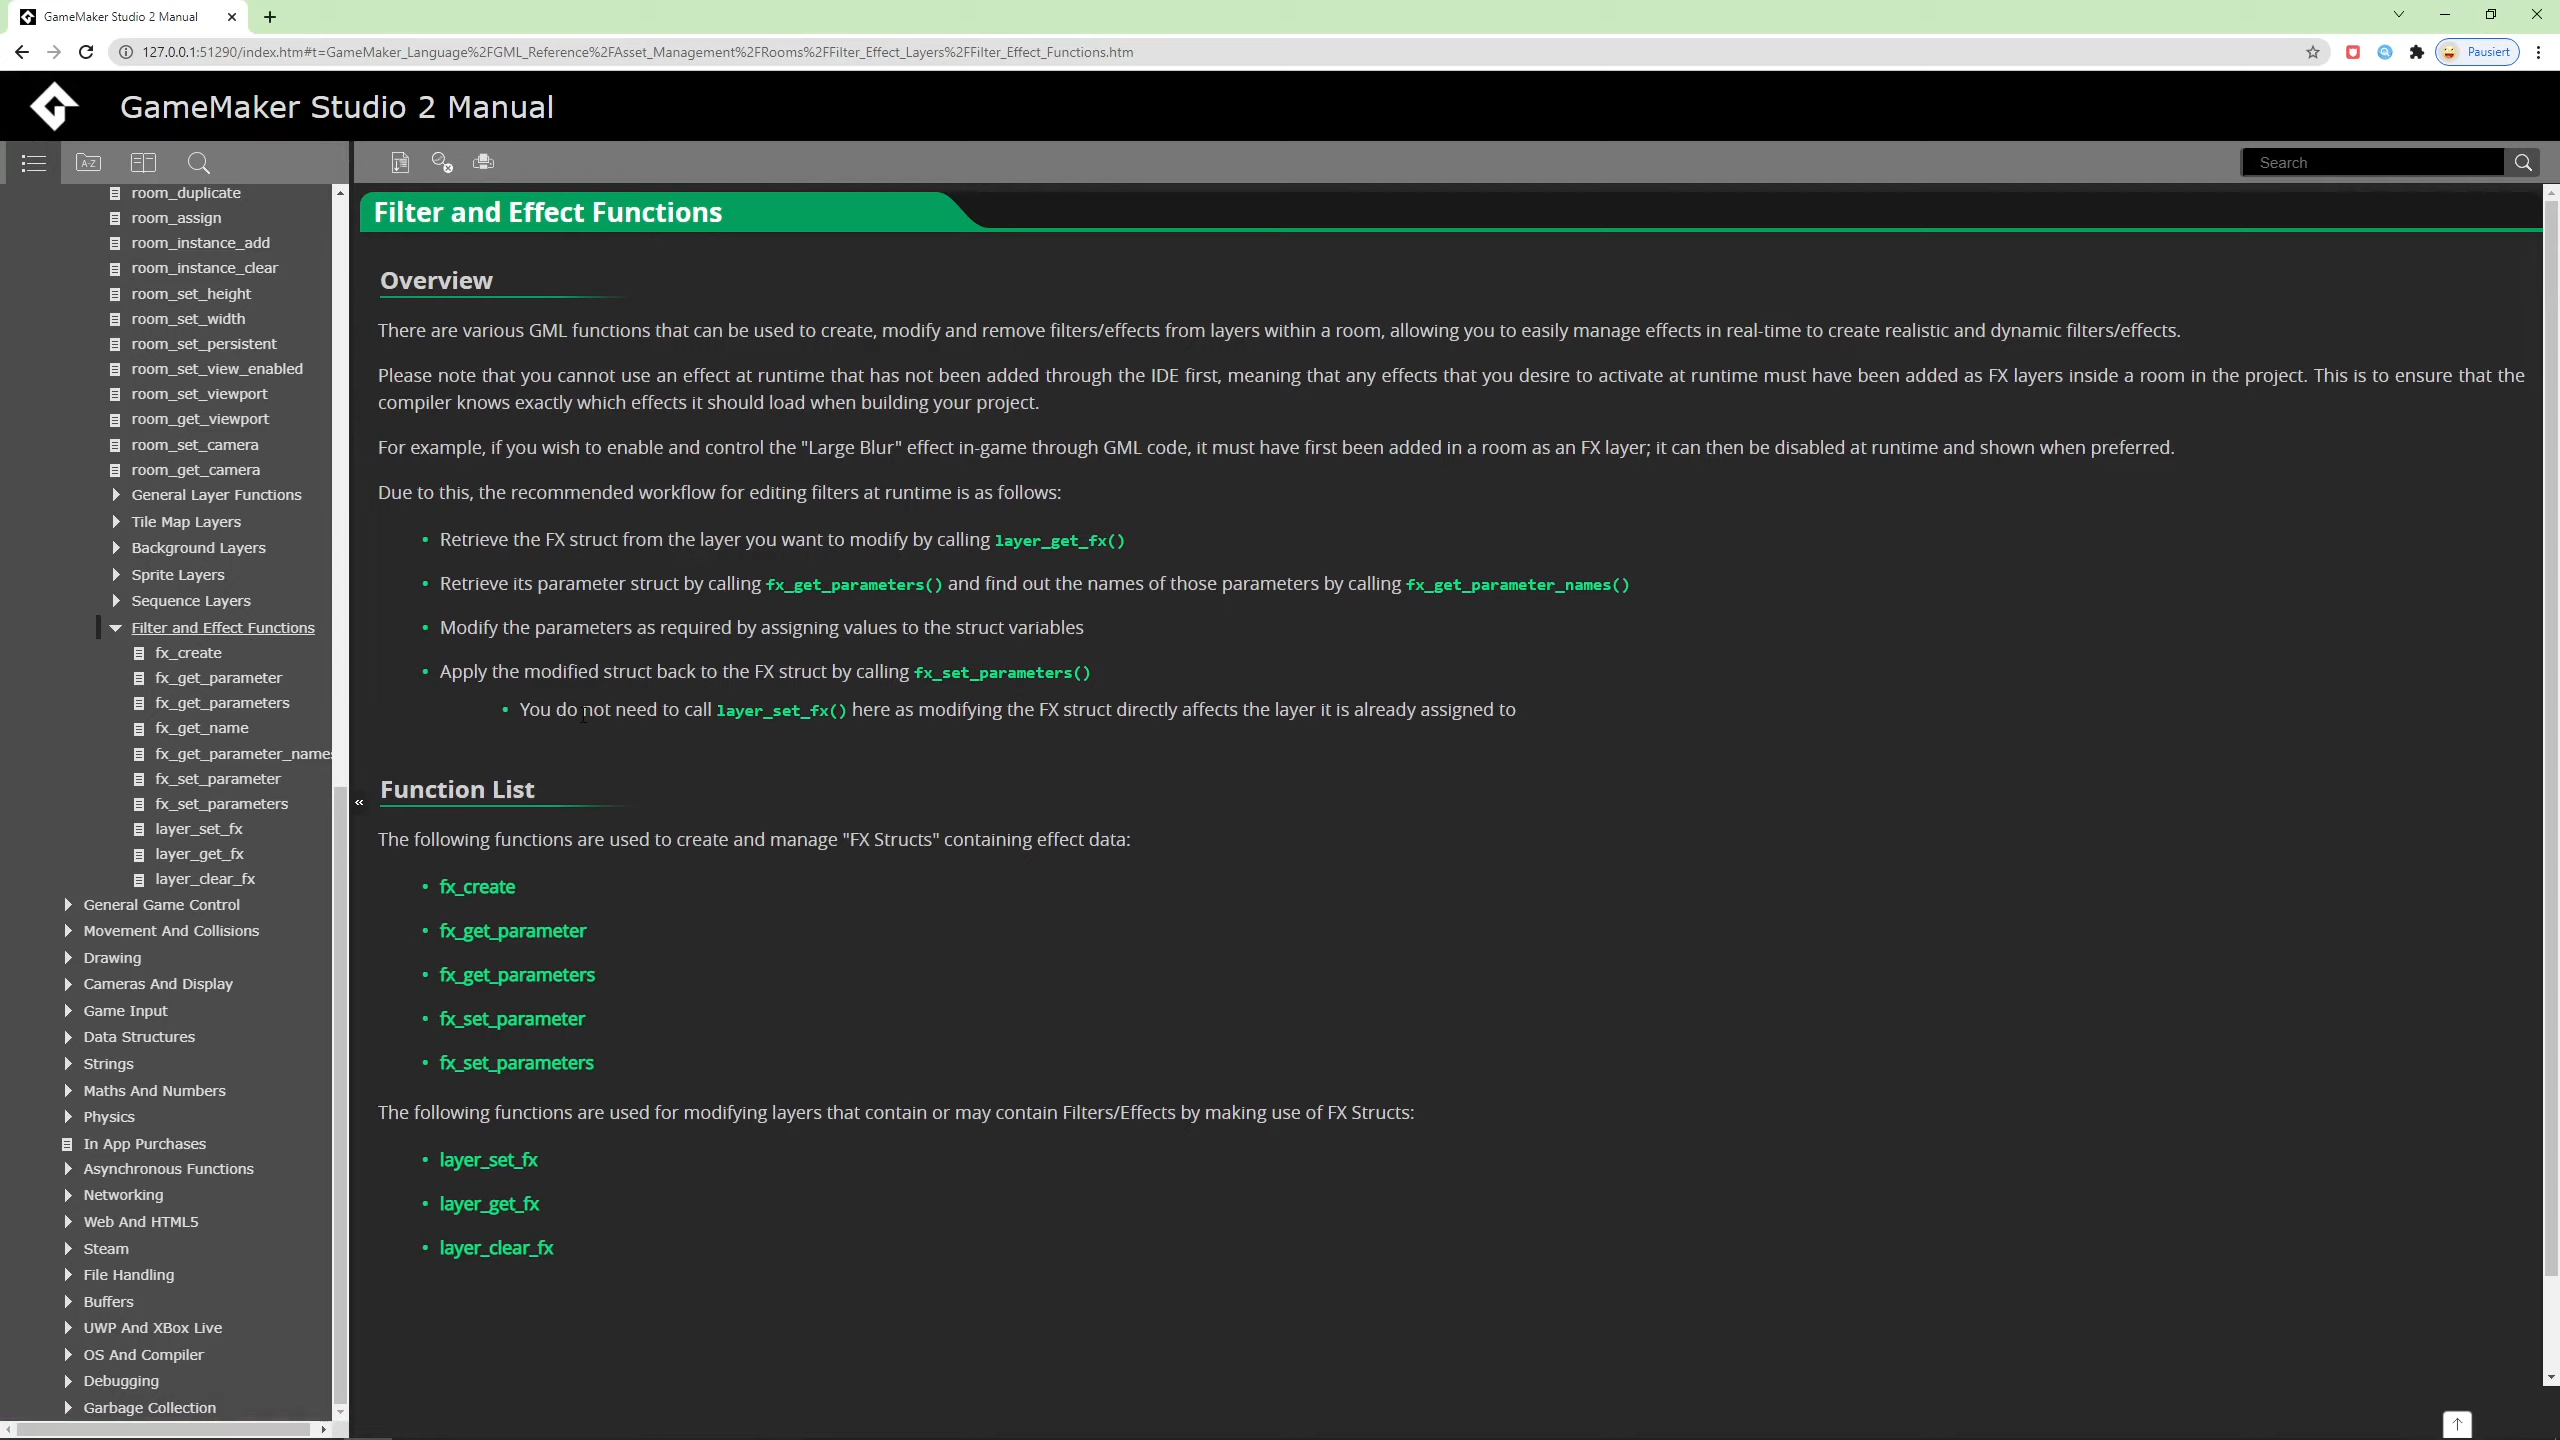 GameMaker Studio 2 Manual
127.0.0.1:51290/index.htm#t=GameMaker_Language%2FGML_Reference%2FAsset_Management%2FRooms%2FFilter_Effect_Layers%2FFilter_Effect_Functions.htm
Pausiert
GameMaker Studio 2 Manual
A-Z
Search
room_duplicate
room_assign
room_instance_add
room_instance_clear
room_set_height
room_set_width
room_set_persistent
room_set_view_enabled
room_set_viewport
room_get_viewport
room_set_camera
room_get_camera
General Layer Functions
Tile Map Layers
Background Layers
Sprite Layers
Sequence Layers
Filter and Effect Functions
fx_create
fx_get_parameter
fx_get_parameters
fx_get_name
fx_get_parameter_names
fx_set_parameter
fx_set_parameters
layer_set_fx
layer_get_fx
layer_clear_fx
General Game Control
Movement And Collisions
Drawing
Cameras And Display
Game Input
Data Structures
Strings
Maths And Numbers
Physics
In App Purchases
Asynchronous Functions
Networking
Web And HTML5
Steam
File Handling
Buffers
UWP And XBox Live
OS And Compiler
Debugging
Garbage Collection
«
Filter and Effect Functions
Overview
There are various GML functions that can be used to create, modify and remove filters/effects from layers within a room, allowing you to easily manage effects in real-time to create realistic and dynamic filters/effects.
Please note that you cannot use an effect at runtime that has not been added through the IDE first, meaning that any effects that you desire to activate at runtime must have been added as FX layers inside a room in the project. This is to ensure that the
compiler knows exactly which effects it should load when building your project.
For example, if you wish to enable and control the "Large Blur" effect in-game through GML code, it must have first been added in a room as an FX layer; it can then be disabled at runtime and shown when preferred.
Due to this, the recommended workflow for editing filters at runtime is as follows:
• Retrieve the FX struct from the layer you want to modify by calling layer_get_fx()
• Retrieve its parameter struct by calling fx_get_parameters() and find out the names of those parameters by calling fx_get_parameter_names()
• Modify the parameters as required by assigning values to the struct variables
• Apply the modified struct back to the FX struct by calling fx_set_parameters()
• You do not need to call layer_set_fx() here as modifying the FX struct directly affects the layer it is already assigned to
Function List
The following functions are used to create and manage "FX Structs" containing effect data:
• fx_create
• fx_get_parameter
• fx_get_parameters
• fx_set_parameter
• fx_set_parameters
The following functions are used for modifying layers that contain or may contain Filters/Effects by making use of FX Structs:
• layer_set_fx
• layer_get_fx
• layer_clear_fx